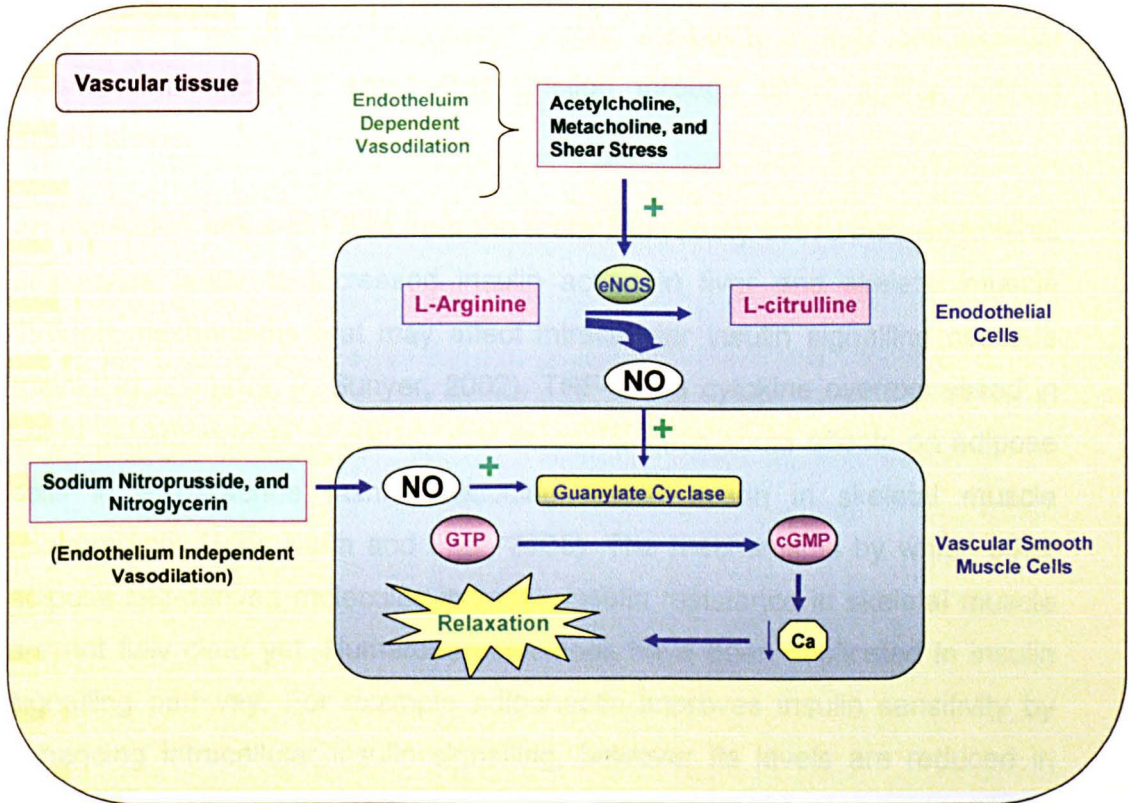 Vascular tissue
Endotheluim
Dependent
Vasodilation
Acetylcholine,
Metacholine, and
Shear Stress
+
eNOS
L-Arginine
L-citrulline
Enodothelial
Cells
NO
+
Sodium Nitroprusside, and
Nitroglycerin
NO
+
Guanylate Cyclase
(Endothelium Independent
Vasodilation)
GTP
cGMP
Vascular Smooth
Muscle Cells
Relaxation
Ca